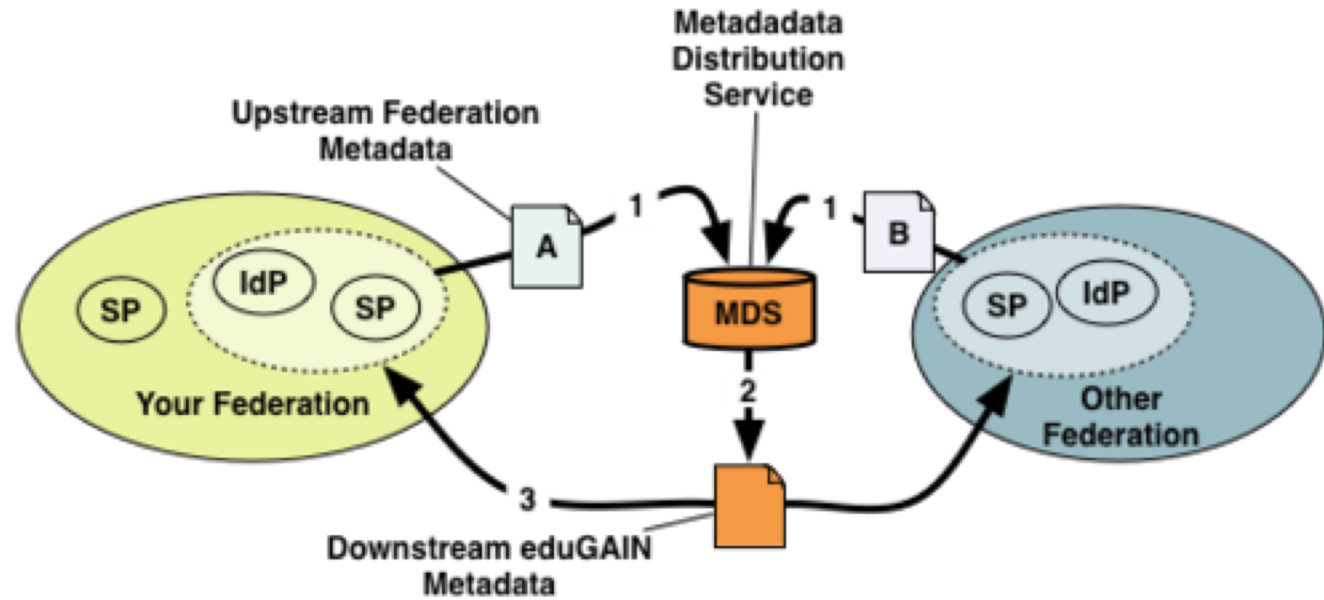 Metadadata
Distribution
Service
Upstream Federation
Metadata
1
1
A
B
IdP
SP
SP
MDS
SP
IdP
2
Your Federation
Other
Federation
3
Downstream eduGAIN
Metadata